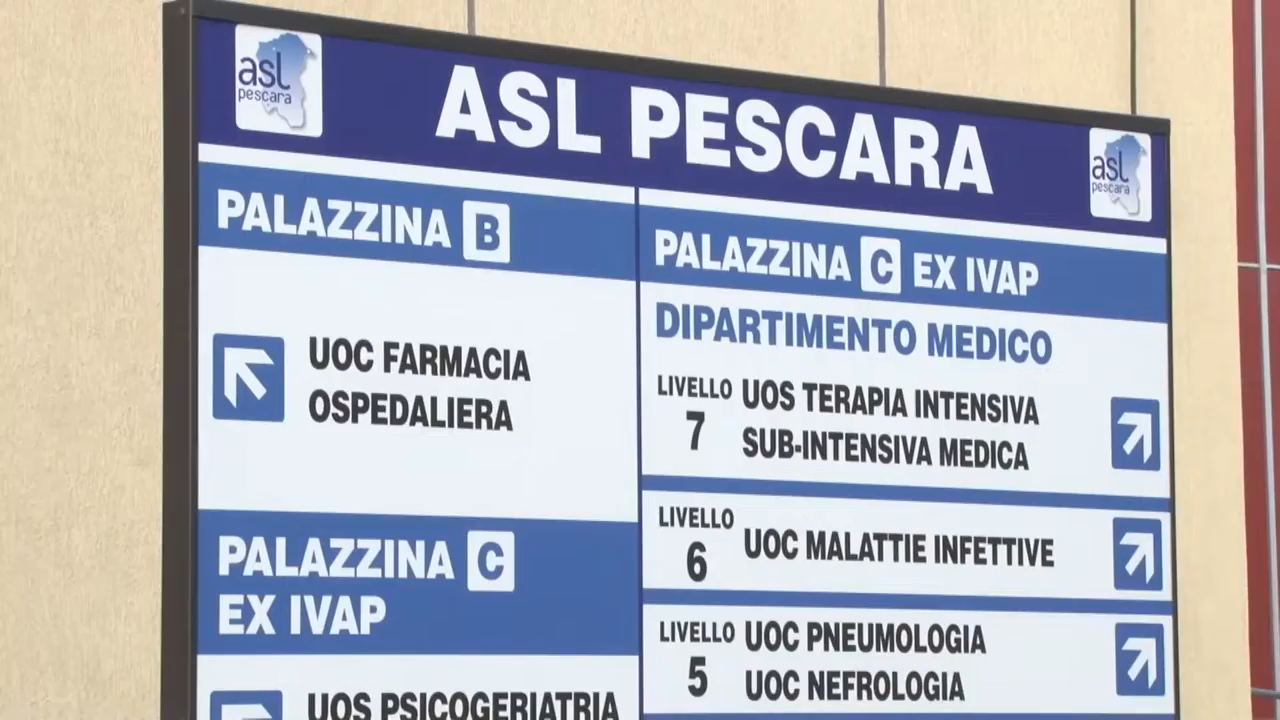 asl
pescara
ASL PESCARA
asl
pescara
PALAZZINA B
UOC FARMACIA
OSPEDALIERA
PALAZZINA C
EX IVAP
UOS PSICOGERIATRIA
PALAZZINA C EX IVAP
DIPARTIMENTO MEDICO
LIVELLO
7
UOS TERAPIA INTENSIVA
SUB-INTENSIVA MEDICA
LIVELLO
6
UOC MALATTIE INFETTIVE
LIVELLO
5
UOC PNEUMOLOGIA
UOC NEFROLOGIA